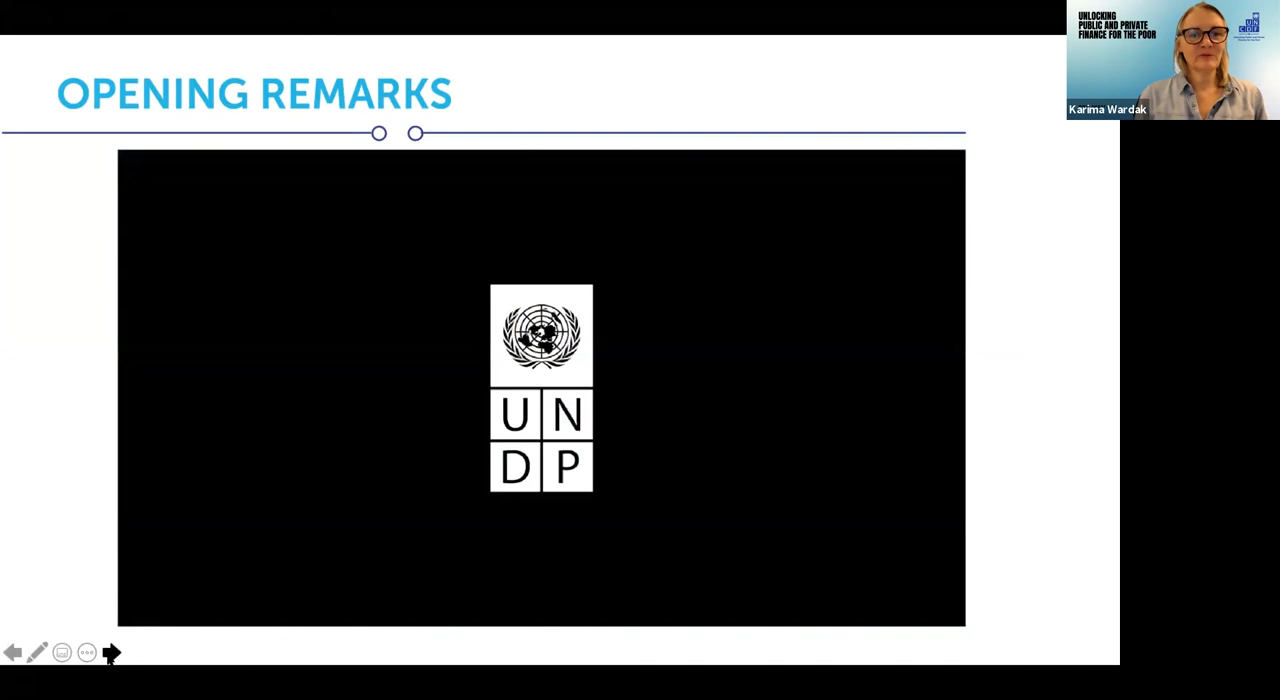 OPENING REMARKS
U N
D P
UNLOCKING
PUBLIC AND PRIVATE
FINANCE FOR THE POOR
U N
C D F
Karima Wardak